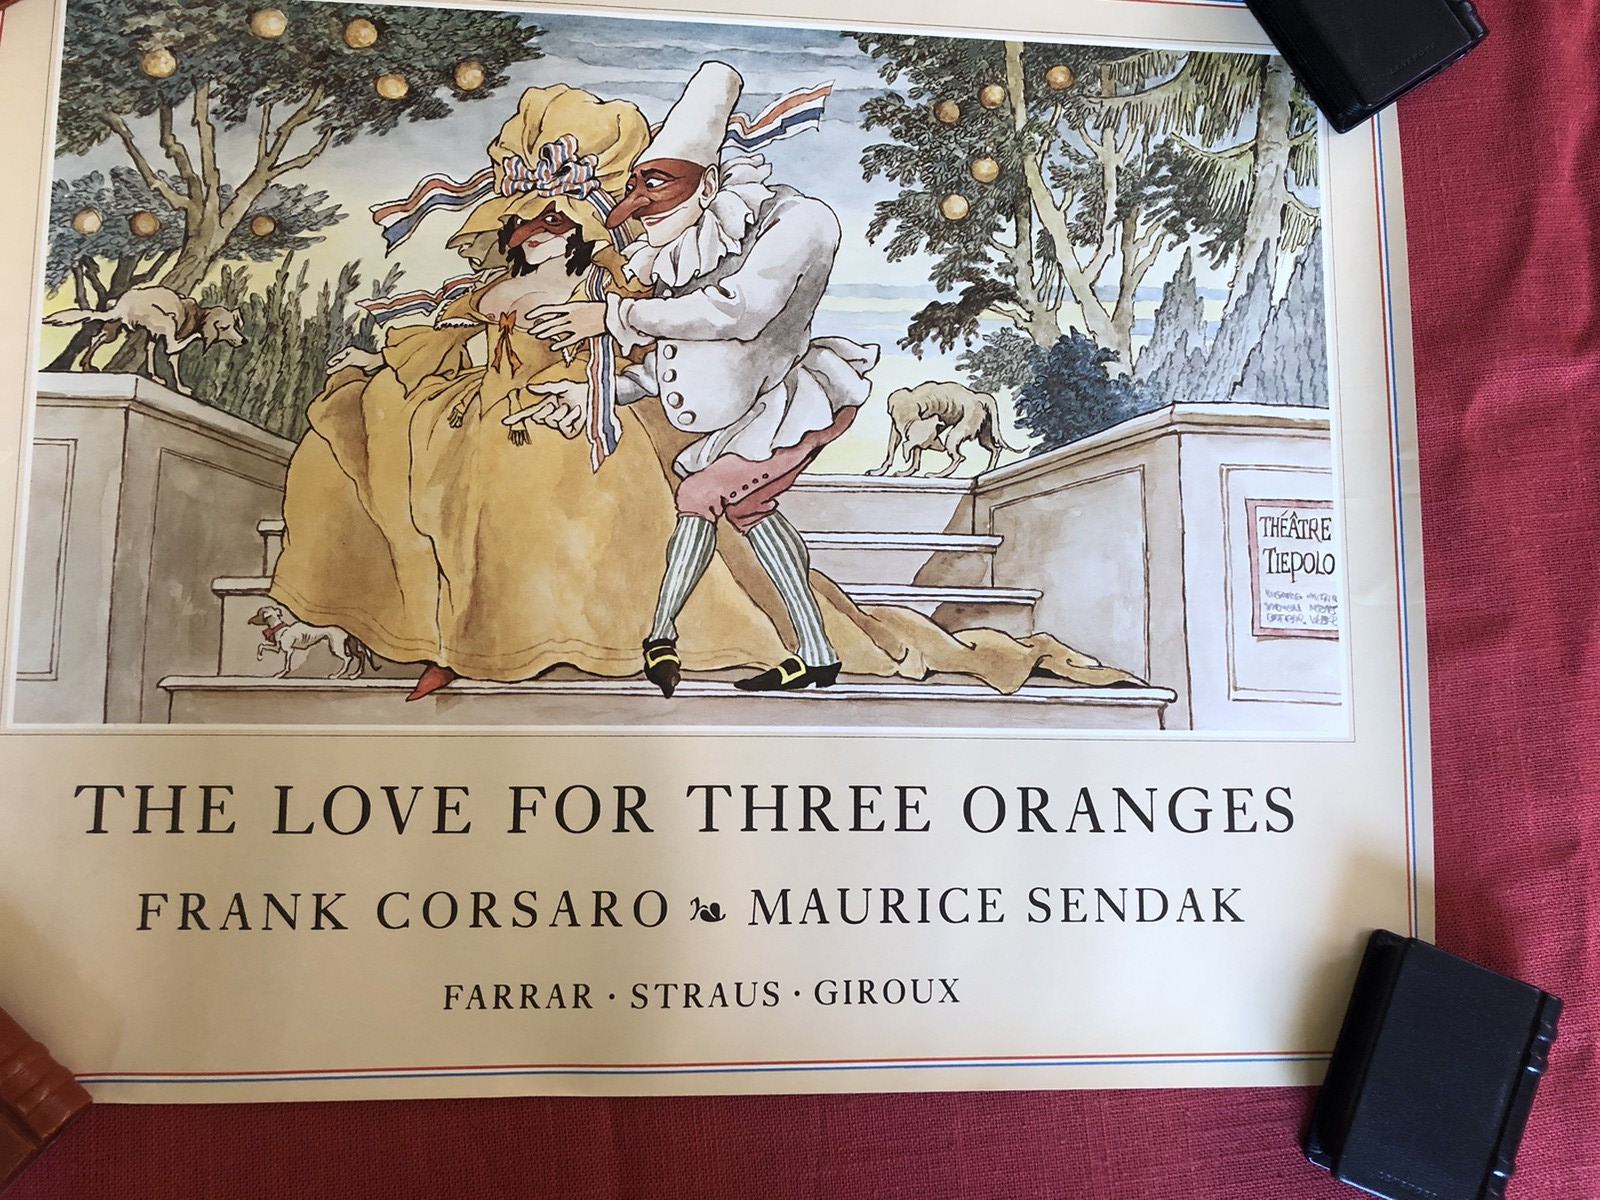 THÉÂTRE
TIEPOLO
THE LOVE FOR THREE ORANGES
FRANK CORSARO MAURICE SENDAK
FARRAR · STRAUS · GIROUX